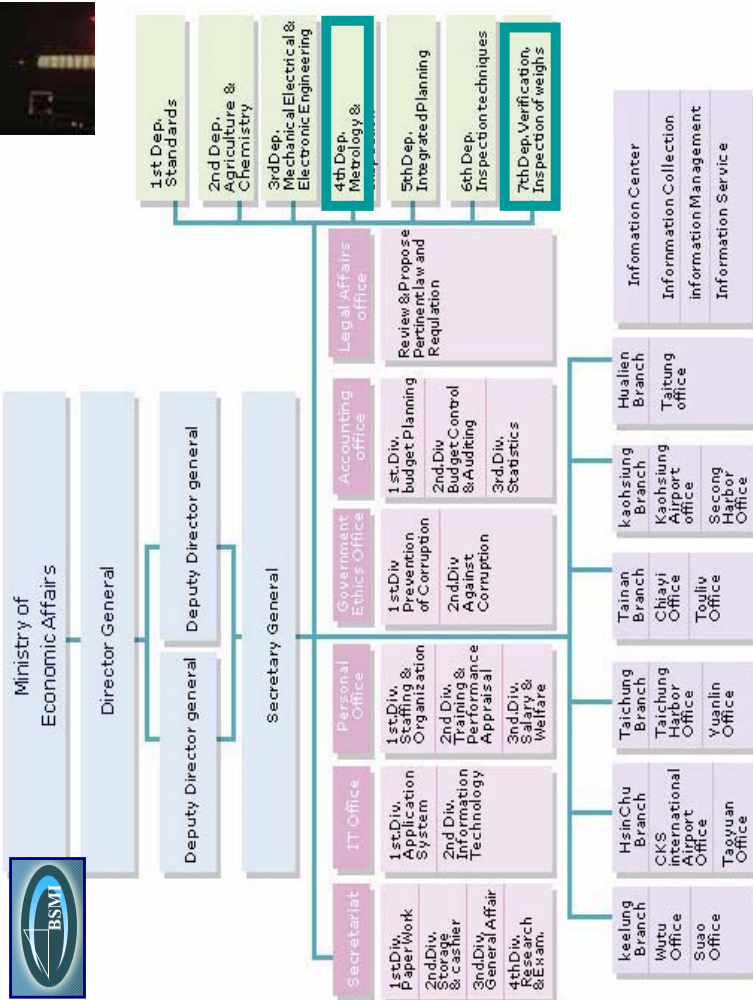 BSMI
Ministry of
Economic Affairs
Director General
Deputy Director general
Deputy Director general
Secretary General
1st Dep.
Standards
2nd Dep.
Agriculture &
Chemistry
3rdDep.
Mechanical Electrical &
Electronic Engineering
4th Dep.
Metrology &
5thDep.
Integrated Planning
6th Dep.
Inspection techniques
7thDep. Verification,
Inspection of weighs
Secretariat
1stDiv.
Paper Work
2nd.Div.
Storage
& cashier
3nd.Div,
General Affair
4thDiv.
Research
&Exam.
IT Office
1st.Div.
Application
System
2nd Div.
Information
Technology
Personal
Office
1st.Div.
Staffing &
Organization
2nd Div.
Training &
Performance
Appraisal
3nd.Div.
Salary &
Welfare
Government
Ethics Office
1st.Div
Prevention
of Corruption
2nd.Div
Against
Corruption
Accounting
office
1st.Div.
budget Planning
2nd.Div
Budget Control
& Auditing
3rd.Div.
Statistics
Legal Affairs
office
Review & Propose
Pertinent law and
Requlation
keelung
Branch
Wutu
Office
Suao
Office
HsinChu
Branch
CKS
international
Airport
Office
Taoyuan
Office
Taichung
Branch
Taichung
Harbor
Office
Yuanlin
Office
Tainan
Branch
Chiayi
Office
Touliv
Office
kaohsiung
Branch
Kaohsiung
Airport
office
Secong
Harbor
Office
Hualien
Branch
Taitung
office
Infomation Center
Infornmation Collection
information Management
Information Service